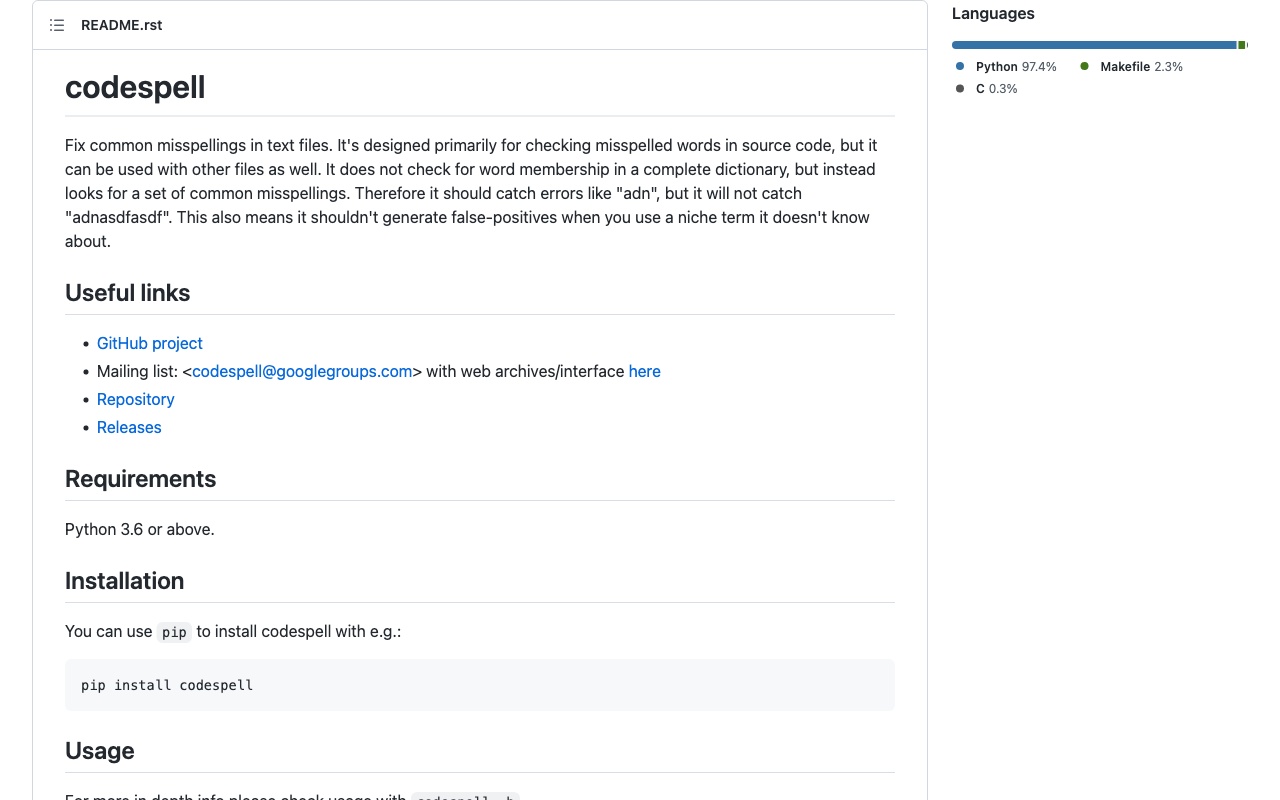 README.rst
codespell
Fix common misspellings in text files. It's designed primarily for checking misspelled words in source code, but it
can be used with other files as well. It does not check for word membership in a complete dictionary, but instead
looks for a set of common misspellings. Therefore it should catch errors like "adn", but it will not catch
"adnasdfasdf". This also means it shouldn't generate false-positives when you use a niche term it doesn't know
about.
Useful links
• GitHub project
• Mailing list: <codespell@googlegroups.com> with web archives/interface here
• Repository
• Releases
Requirements
Python 3.6 or above.
Installation
You can use pip to install codespell with e.g.:
pip install codespell
Usage
For more in depth info please check usage with codespell -h
Languages
Python 97.4%
Makefile 2.3%
C 0.3%